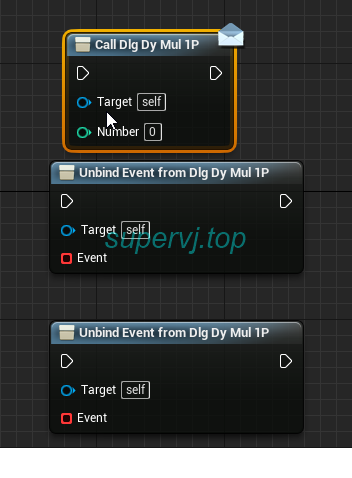 Call Dlg Dy Mul 1P
Target self
Number 0
Unbind Event from Dlg Dy Mul 1P
Target self
supervj.top
Event
Unbind Event from Dlg Dy Mul 1P
Target self
Event